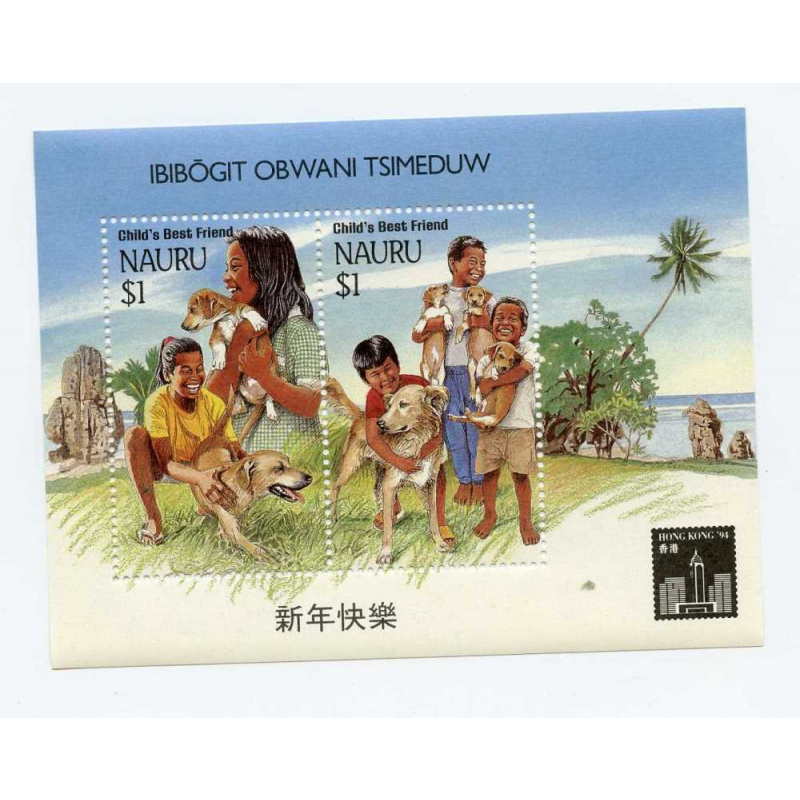 IBIBŌGIT OBWANI TSIMEDUW
Child's Best Friend
NAURU
$1
Child's Best Friend
NAURU
$1
HONG KONG '94
香港
新年快樂